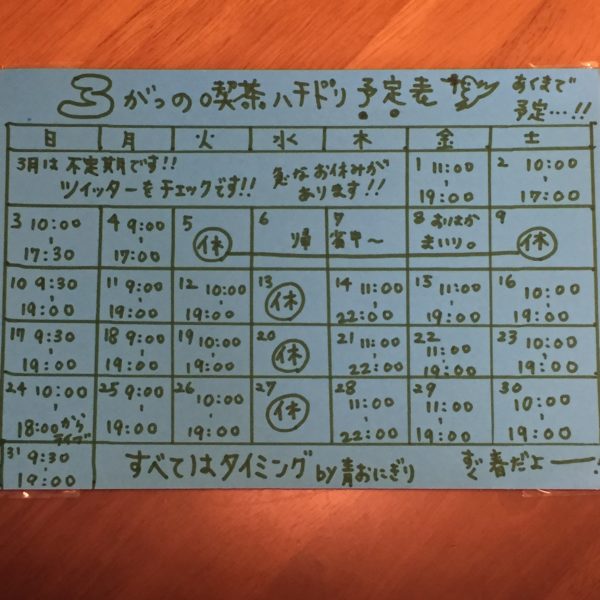 3がつの喫茶ハチドリ予定表 あくまで
予定…!!
日 月 火 水 木 金 土
3月は不定期です!! 急なお休みが
ツイッターをチェックです!! あります!!
1 11:00 - 19:00
2 10:00 - 17:00
3 10:00 - 17:30
4 9:00 - 17:00
5 休
6 帰
7 省中〜
8 おはか
まいり。
9 休
10 9:30 - 19:00
11 9:00 - 19:00
12 10:00 - 19:00
13 休
14 11:00 - 22:00
15 11:00 - 19:00
16 10:00 - 19:00
17 9:30 - 19:00
18 9:00 - 19:00
19 10:00 - 19:00
20 休
21 11:00 - 22:00
22 11:00 - 19:00
23 10:00 - 19:00
24 10:00 - 18:00から
ライブ
25 9:00 - 19:00
26 10:00 - 19:00
27 休
28 11:00 - 22:00
29 11:00 - 19:00
30 10:00 - 19:00
31 9:30 - 19:00
すべてはタイミング by 青おにぎり すぐ春だよー!